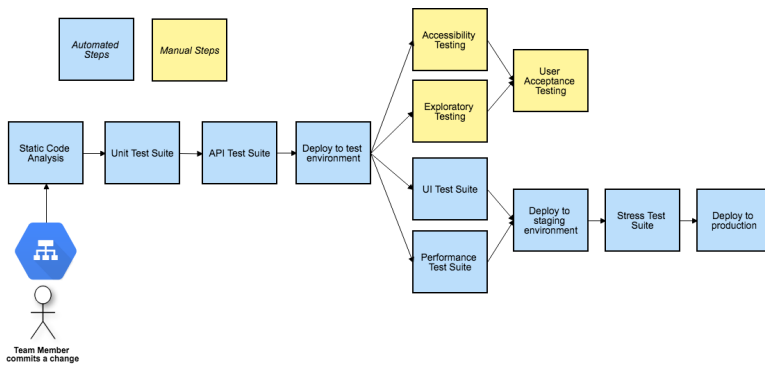 Automated
Steps
Manual Steps
Accessibility
Testing
User
Acceptance
Testing
Exploratory
Testing
Static Code
Analysis
Unit Test Suite
API Test Suite
Deploy to test
environment
UI Test Suite
Performance
Test Suite
Deploy to
staging
environment
Stress Test
Suite
Deploy to
production
Team Member
commits a change